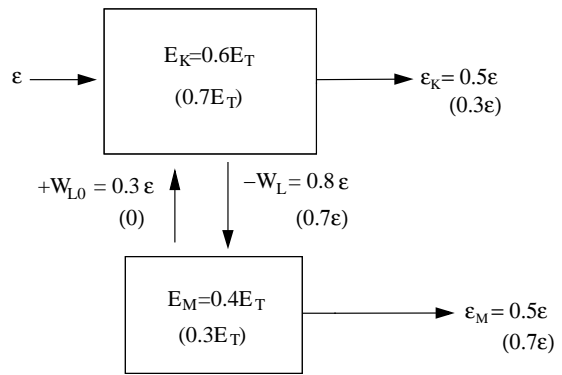 E_K=0.6E_T
(0.7E_T)
ε
ε_K = 0.5ε
(0.3ε)
+W_L0 = 0.3 ε
(0)
−W_L = 0.8 ε
(0.7ε)
E_M=0.4E_T
(0.3E_T)
ε_M = 0.5ε
(0.7ε)